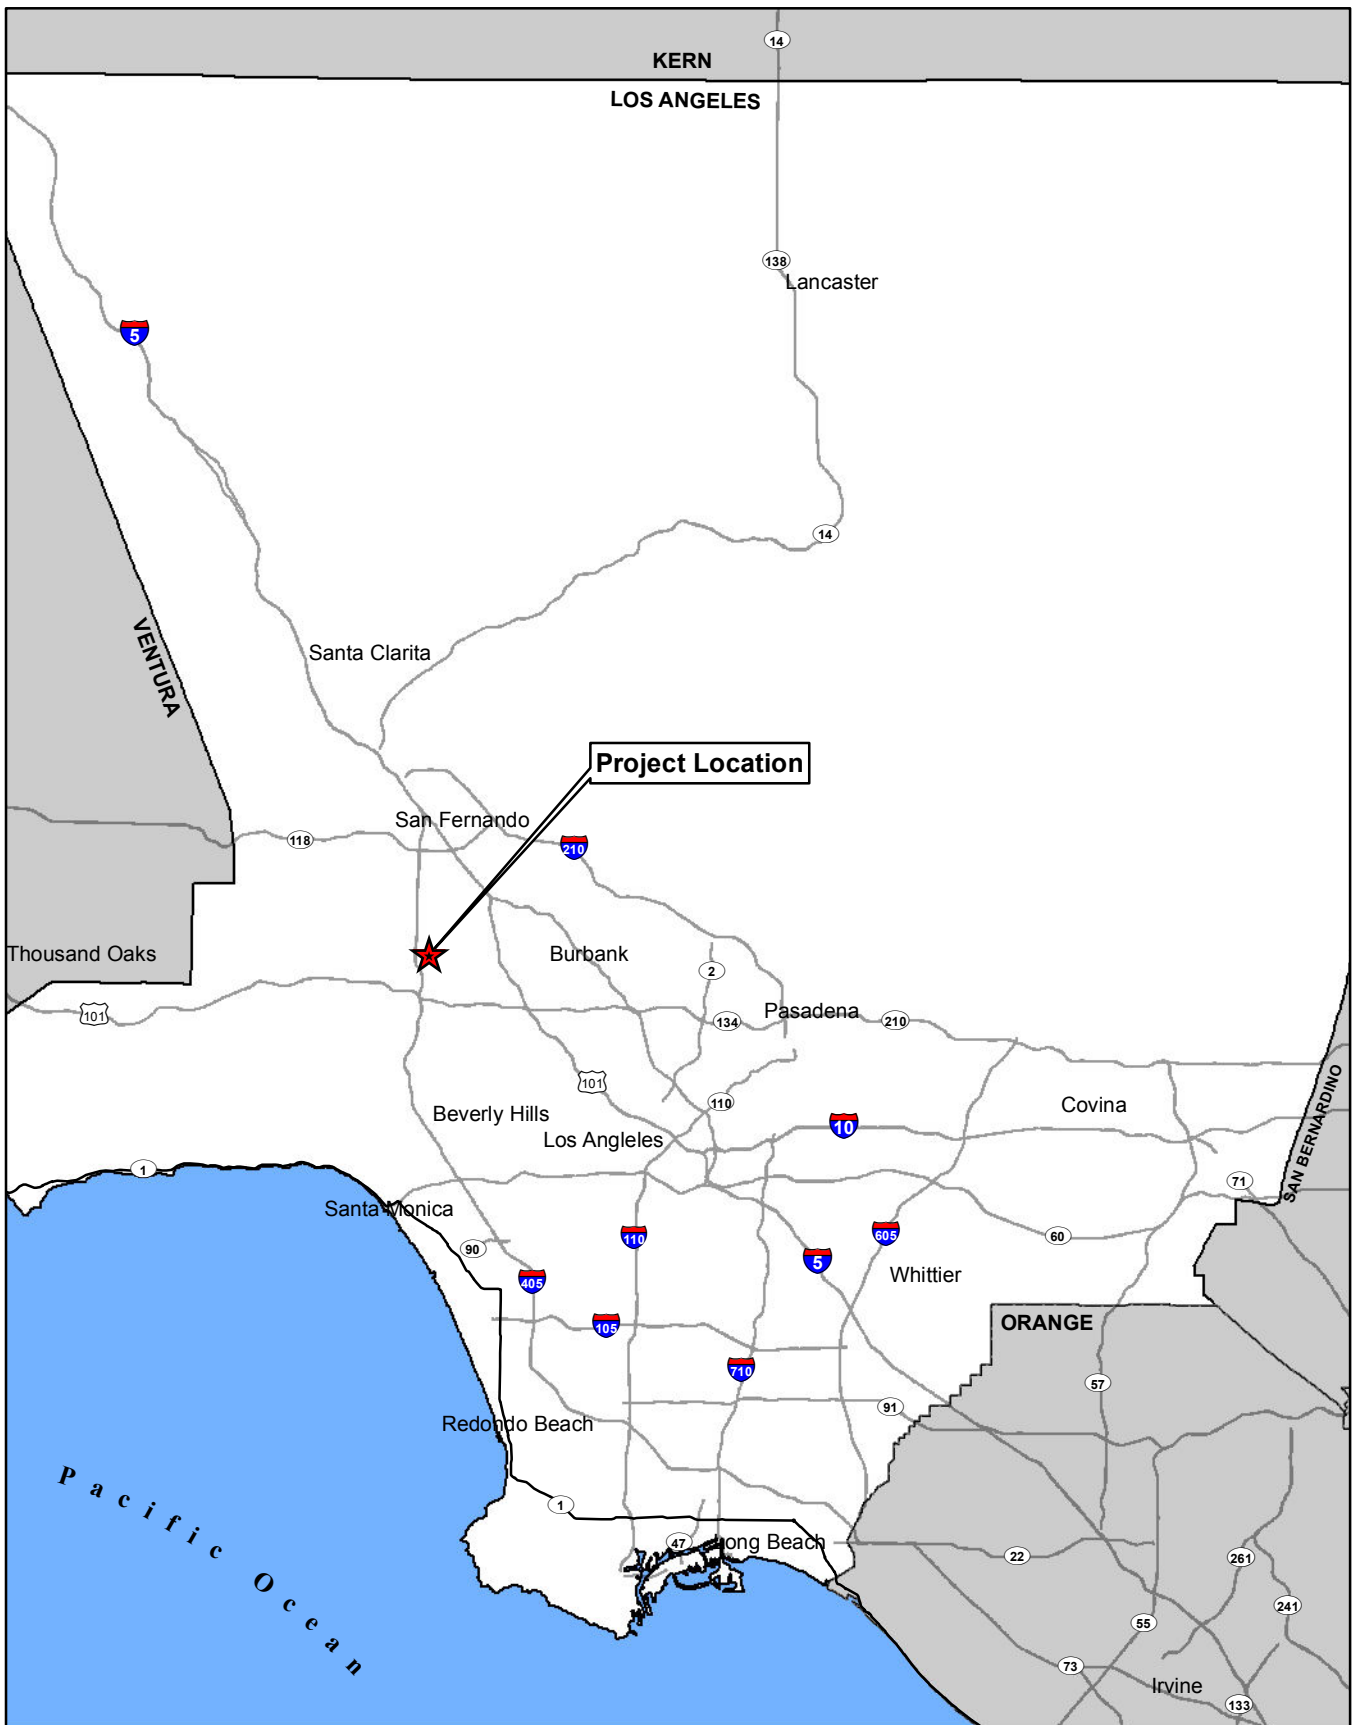 14
KERN
LOS ANGELES
138
Lancaster
5
14
VENTURA
Santa Clarita
Project Location
San Fernando
118
210
Thousand Oaks
Burbank
2
101
134
Pasadena
210
101
110
Beverly Hills
Los Angleles
10
Covina
SAN BERNARDINO
1
71
Santa Monica
90
110
605
60
5
Whittier
405
105
ORANGE
710
57
91
Redondo Beach
Pacific Ocean
1
47
Long Beach
22
261
241
55
73
Irvine
133